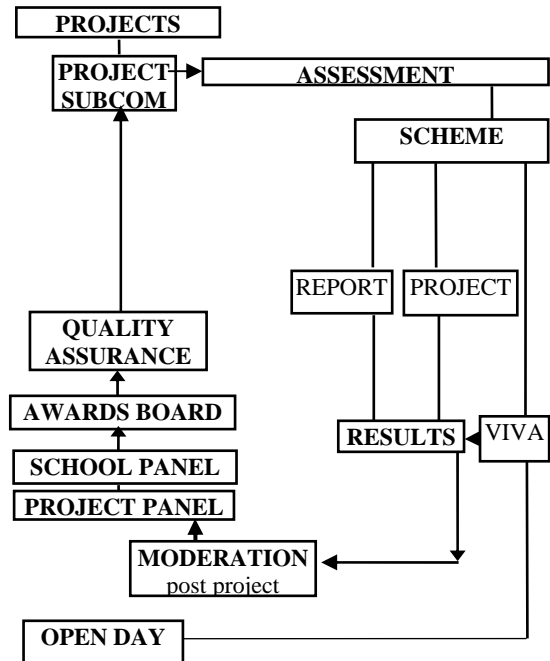 PROJECTS
PROJECT
SUBCOM
ASSESSMENT
SCHEME
REPORT
PROJECT
QUALITY
ASSURANCE
AWARDS BOARD
RESULTS
VIVA
SCHOOL PANEL
PROJECT PANEL
MODERATION
post project
OPEN DAY